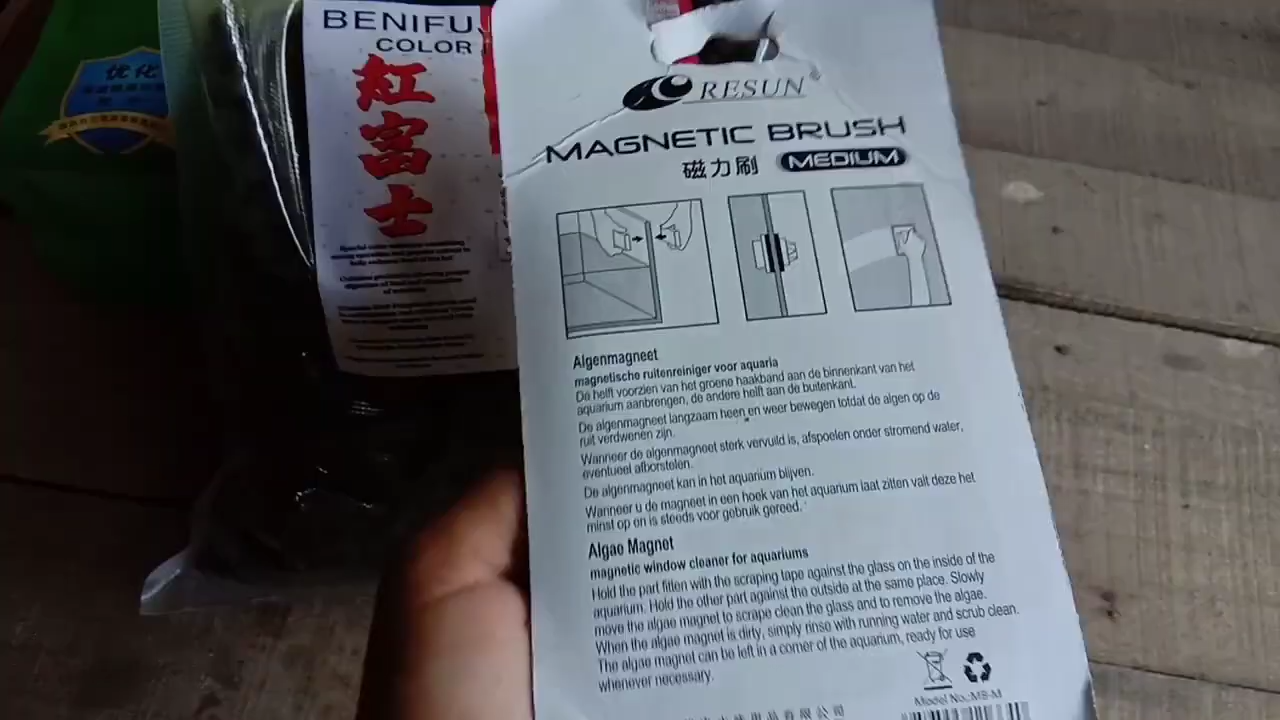 优化
BENIFU
COLOR
紅
富
士
RESUN®
MAGNETIC BRUSH
磁力刷 MEDIUM
Algenmagneet
magnetische ruitenreiniger voor aquaria
De helft voorzien van het groene haakband aan de binnenkant van het
aquarium aanbrengen, de andere helft aan de buitenkant.
De algenmagneet langzaam heen en weer bewegen totdat de algen op de
ruit verdwenen zijn.
Wanneer de algenmagneet sterk vervuild is, afspoelen onder stromend water,
eventueel afborstelen.
De algenmagneet kan in het aquarium blijven.
Wanneer u de magneet in een hoek van het aquarium laat zitten valt deze het
minst op en is steeds voor gebruik gereed.
Algae Magnet
magnetic window cleaner for aquariums
Hold the part fitten with the scraping tape against the glass on the inside of the
aquarium. Hold the other part against the outside at the same place. Slowly
move the algae magnet to scrape clean the glass and to remove the algae.
When the algae magnet is dirty, simply rinse with running water and scrub clean.
The algae magnet can be left in a corner of the aquarium, ready for use
whenever necessary.
Model No.:MB-M